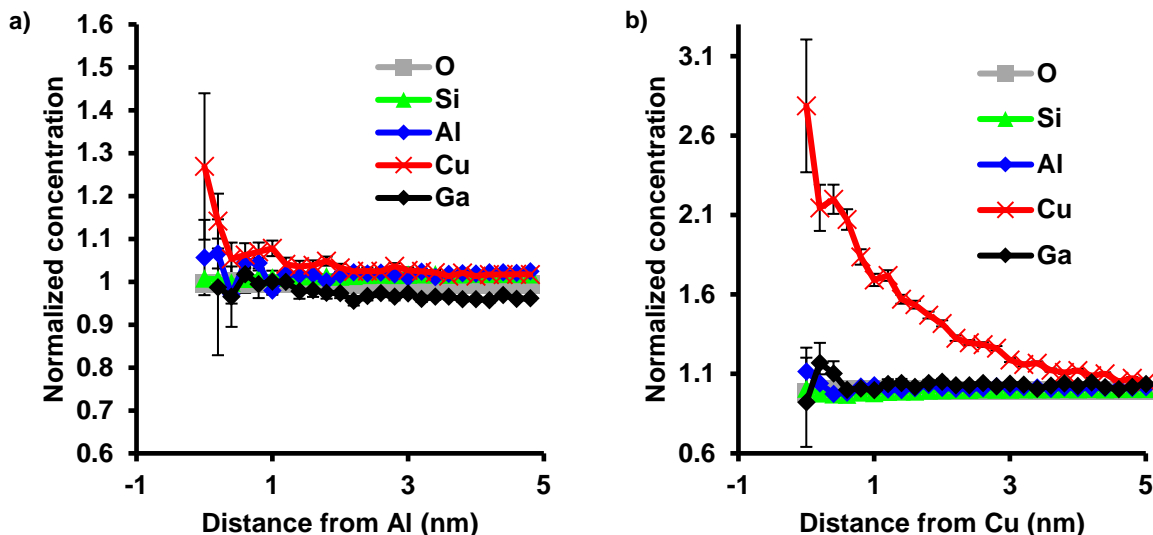 a)
Normalized concentration
1.6
1.5
1.4
1.3
1.2
1.1
1
0.9
0.8
0.7
0.6
-1
1
3
5
Distance from Al (nm)
O
Si
Al
Cu
Ga
b)
Normalized concentration
3.1
2.6
2.1
1.6
1.1
0.6
-1
1
3
5
Distance from Cu (nm)
O
Si
Al
Cu
Ga